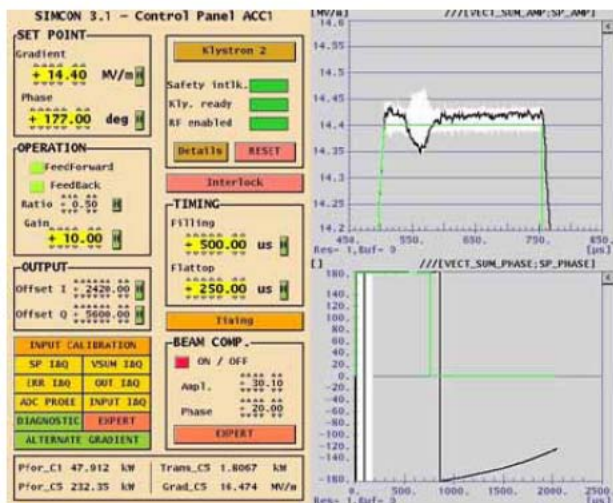 SIMCON 3.1 - Control Panel ACC1
SET POINT
Gradient
+ 14.40 MV/m
Phase
+ 177.00 deg
OPERATION
FeedForward
FeedBack
Ratio + 0.50
Gain
+ 10.00
OUTPUT
Offset I + 2420.00
Offset Q + 5600.00
INPUT CALIBRATION
SP I&Q VSUM I&Q
ERR I&Q OUT I&Q
ADC PROBE INPUT I&Q
DIAGNOSTIC EXPERT
ALTERNATE GRADIENT
Klystron 2
Safety intlk.
Kly. ready
RF enabled
Details RESET
Interlock
TIMING
Filling
+ 500.00 us
Flattop
+ 250.00 us
Timing
BEAM COMP.
ON / OFF
Ampl. + 30.10
Phase + 20.00
EXPERT
Pfor_C1 47.912 kW Trans_C5 1.8067 kW
Pfor_C5 232.35 kW Grad_C5 16.474 MV/m
[MV/m] ///[VECT_SUM_AMP;SP_AMP]
14.6
14.55
14.5
14.45
14.4
14.35
14.3
14.25
14.2
450. 550. 650. 750. 850
Res= 1,Buf= 0 [µs]
[] ///[VECT_SUM_PHASE;SP_PHASE]
180.
160.
140.
120.
100.
80.
60.
40.
20.
0.
-20.
-40.
-60.
-80.
-100.
-120.
-140.
-160.
-180
0 500 1000 1500 2000 2500
Res= 1,Buf= 0 [µs]